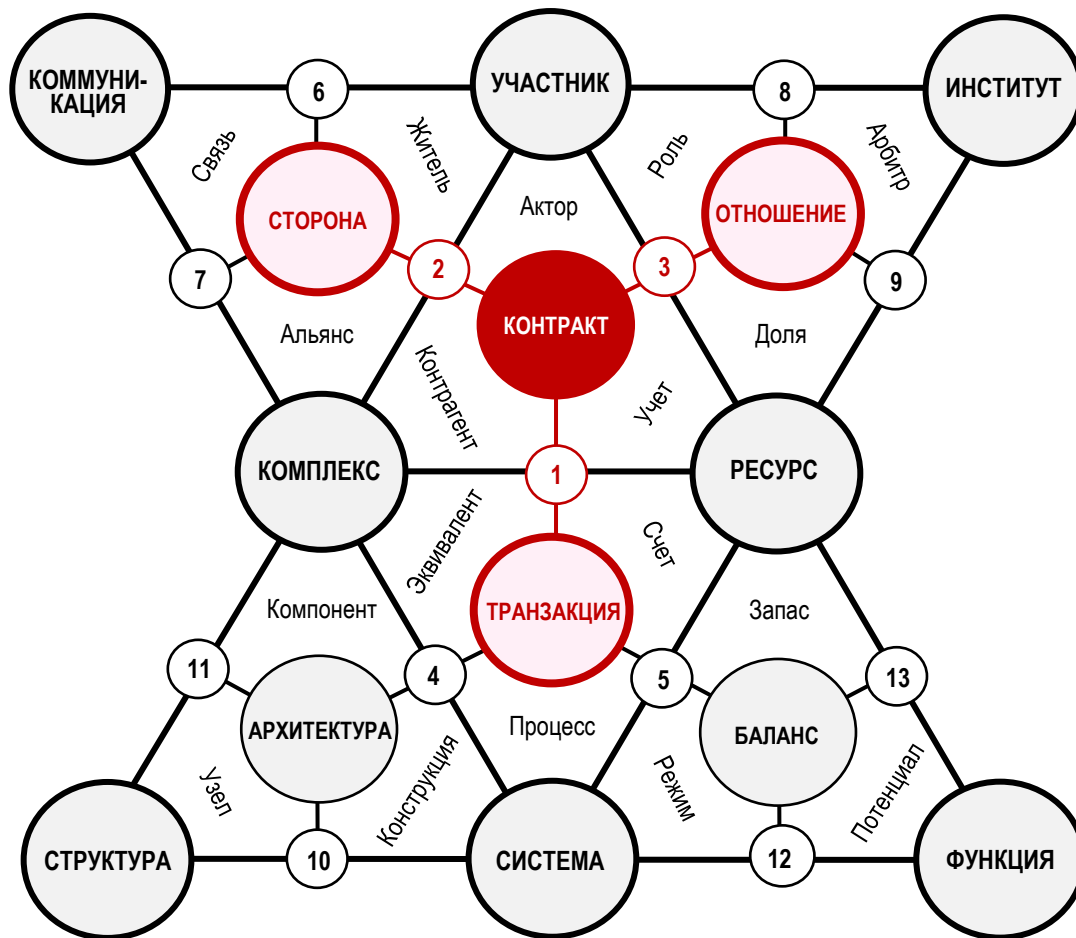 КОММУНИ-
КАЦИЯ
6
УЧАСТНИК
8
ИНСТИТУТ
Связь
Житель
Роль
Арбитр
СТОРОНА
Актор
ОТНОШЕНИЕ
7
2
3
9
Альянс
КОНТРАКТ
Доля
Контрагент
Учет
КОМПЛЕКС
1
РЕСУРС
Эквивалент
Счет
Компонент
ТРАНЗАКЦИЯ
Запас
11
4
5
13
АРХИТЕКТУРА
Процесс
БАЛАНС
Узел
Конструкция
Режим
Потенциал
СТРУКТУРА
10
СИСТЕМА
12
ФУНКЦИЯ